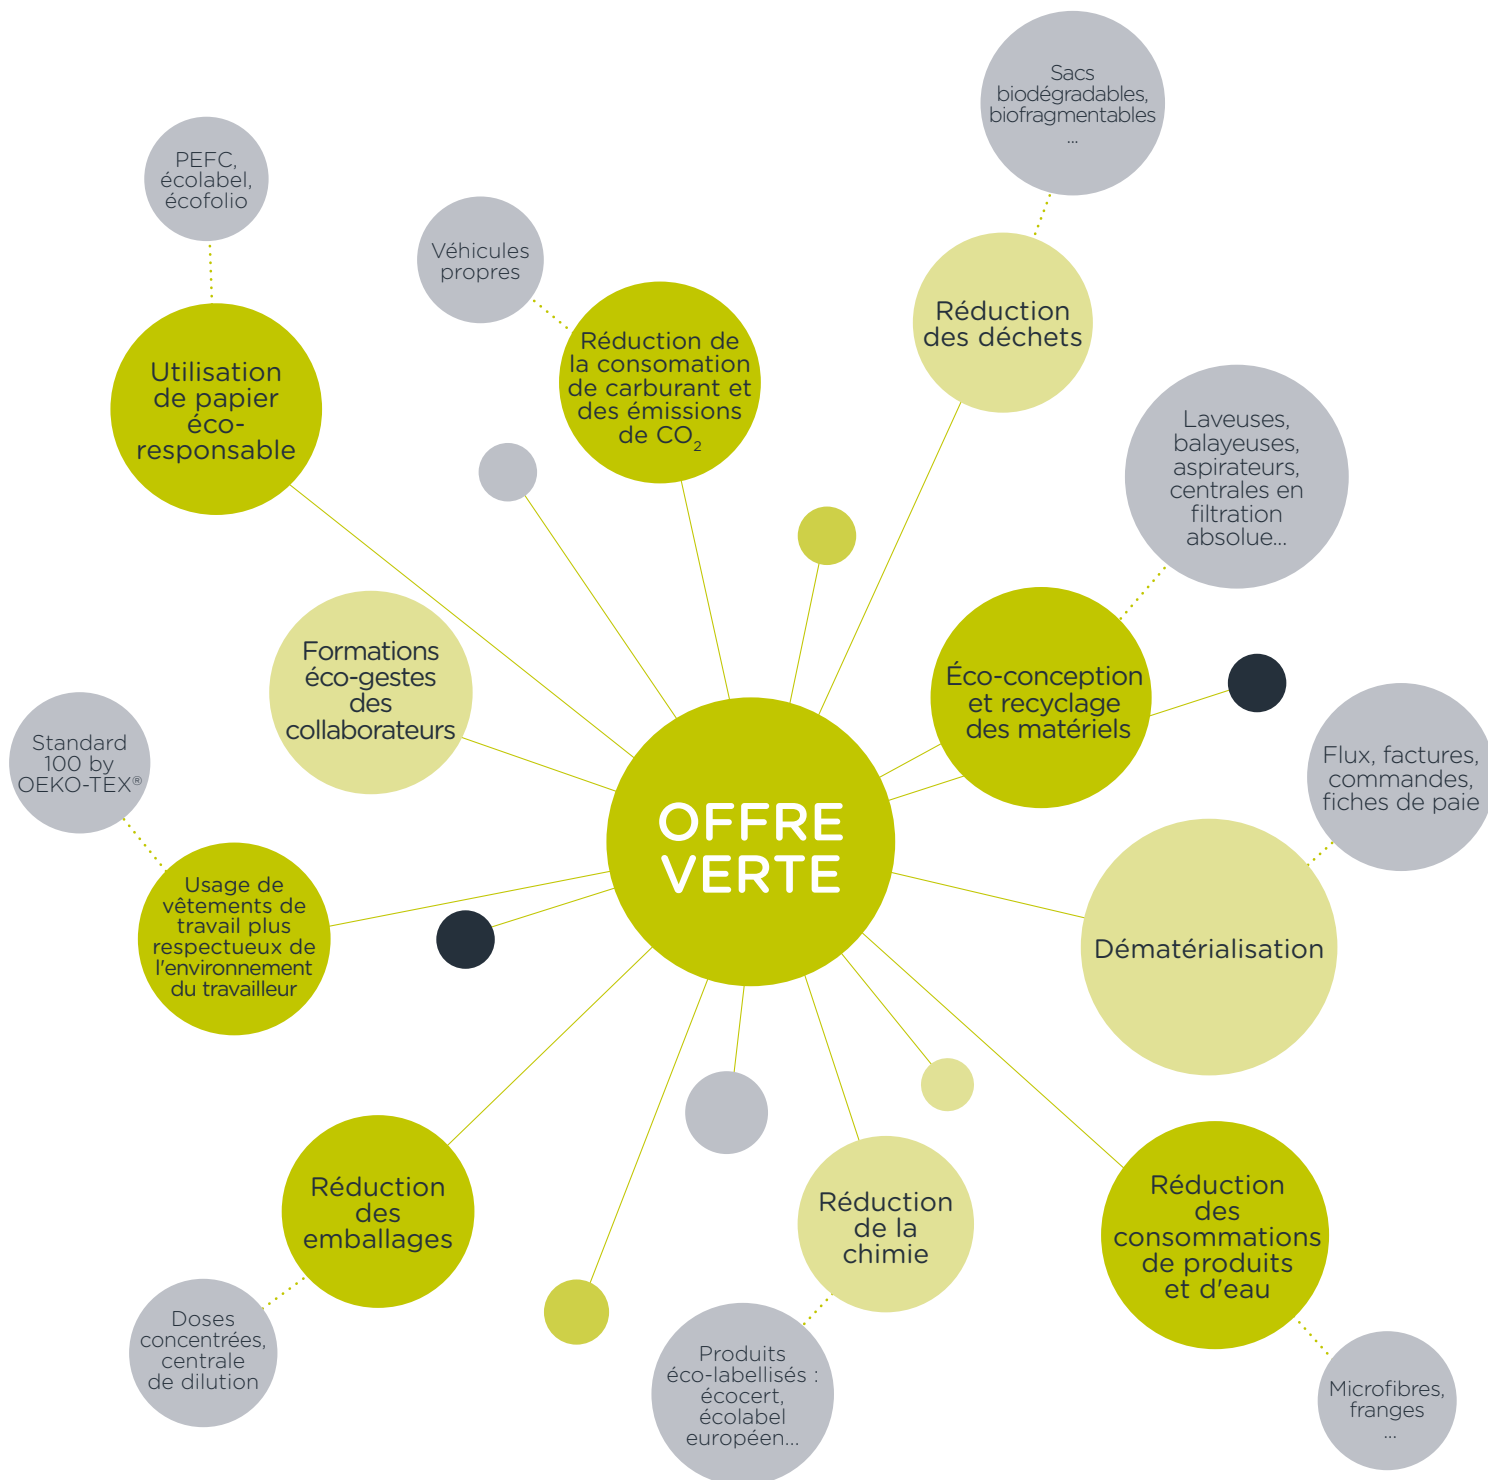 Sacs
biodégradables,
biofragmentables
...
PEFC,
écolabel,
écofolio
Véhicules
propres
Réduction
des déchets
Réduction de
la consomation
de carburant et
des émissions
de CO₂
Utilisation
de papier
éco-
responsable
Laveuses,
balayeuses,
aspirateurs,
centrales en
filtration
absolue...
Formations
éco-gestes
des
collaborateurs
Éco-conception
et recyclage
des matériels
Standard
100 by
OEKO-TEX®
Flux, factures,
commandes,
fiches de paie
OFFRE
VERTE
Usage de
vêtements de
travail plus
respectueux de
l'environnement
du travailleur
Dématérialisation
Réduction
des
emballages
Réduction
de la
chimie
Réduction
des
consommations
de produits
et d'eau
Doses
concentrées,
centrale
de dilution
Produits
éco-labellisés :
écocert,
écolabel
européen...
Microfibres,
franges
...